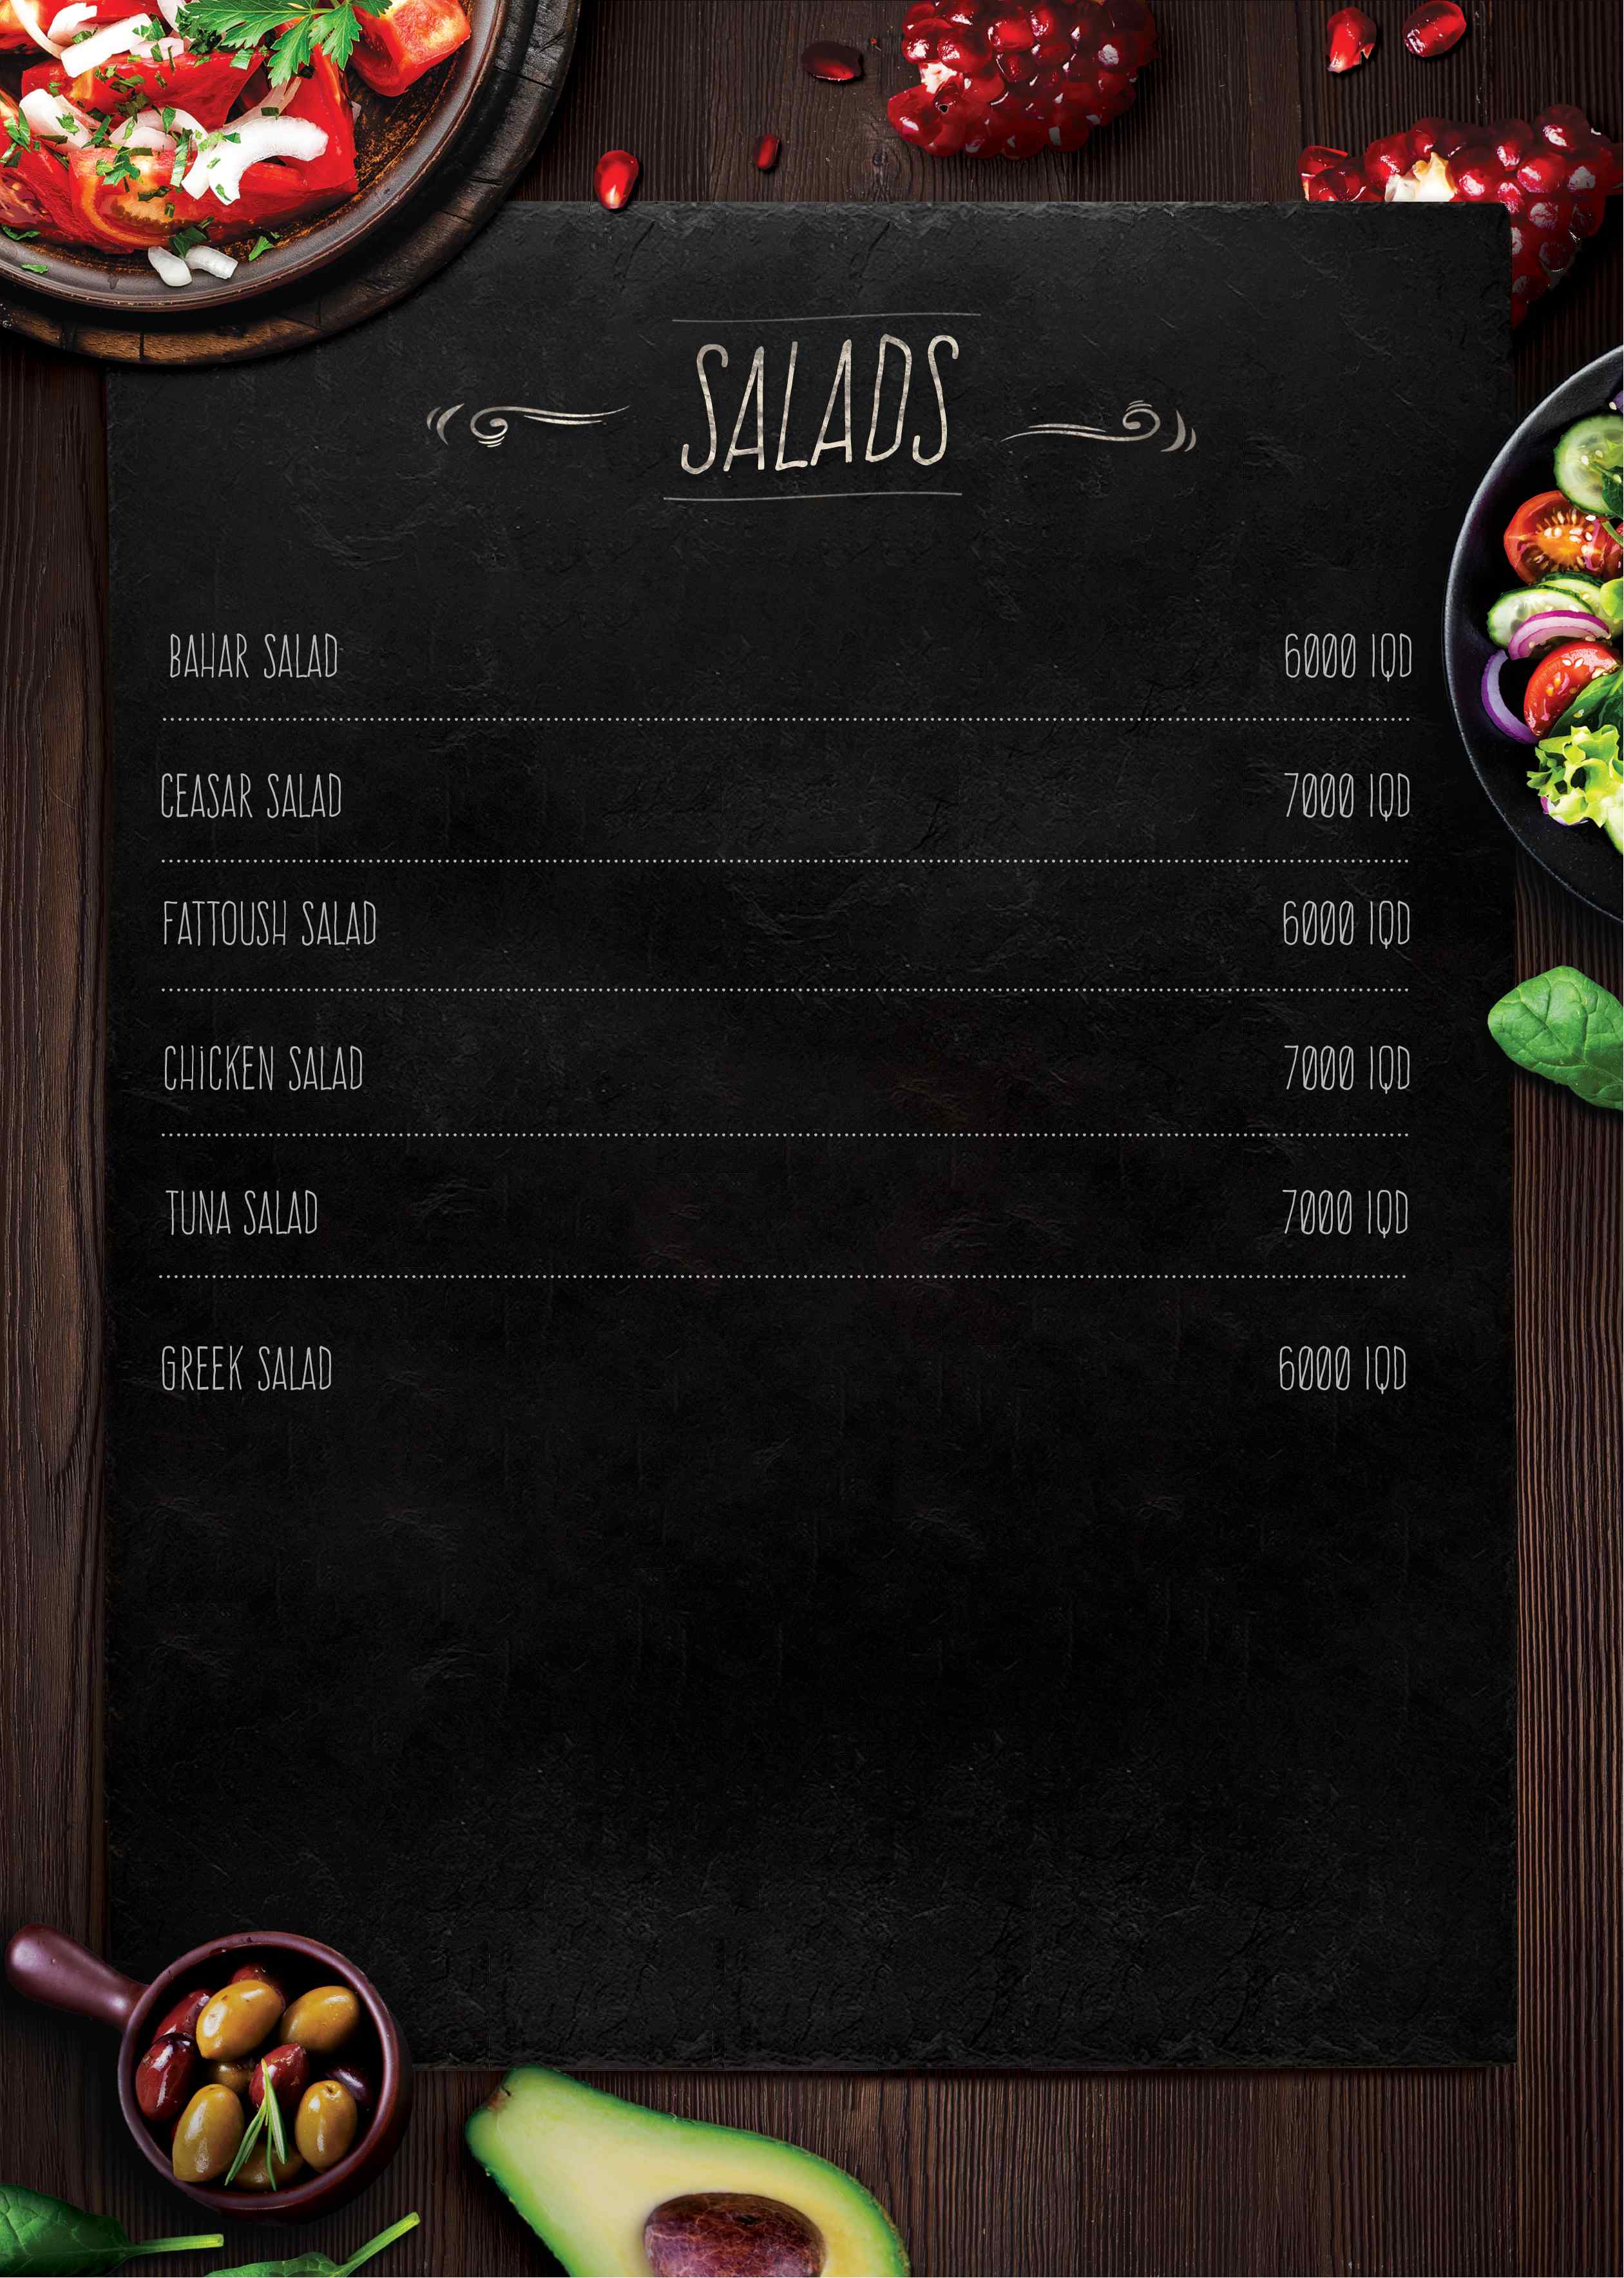 SALADS
BAHAR SALAD 6000 IQD
CEASAR SALAD 7000 IQD
FATTOUSH SALAD 6000 IQD
CHiCKEN SALAD 7000 IQD
TUNA SALAD 7000 IQD
GREEK SALAD 6000 IQD